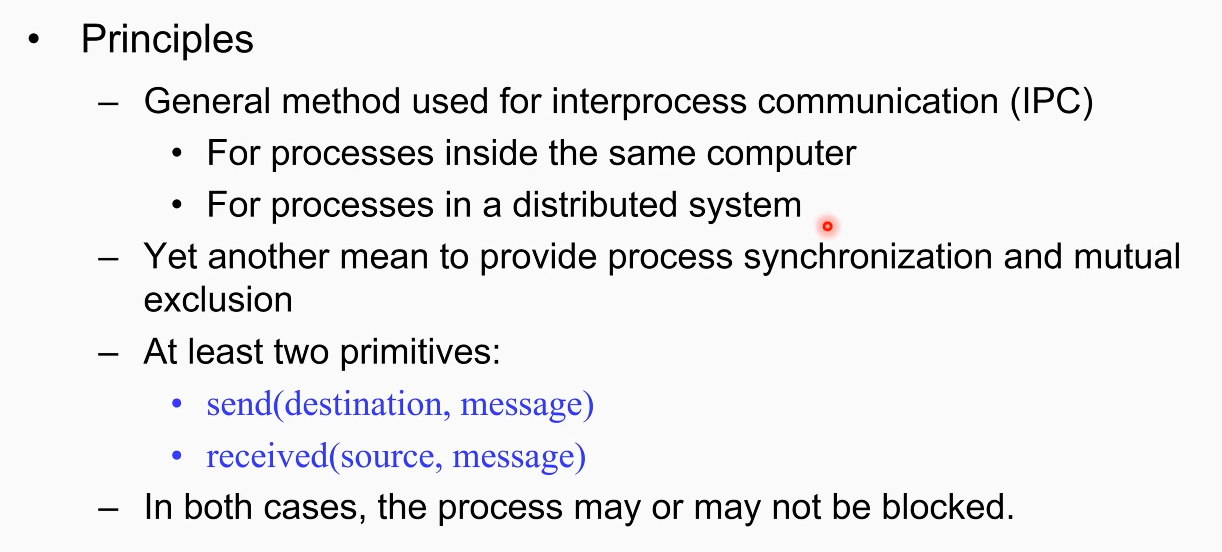 • Principles
– General method used for interprocess communication (IPC)
• For processes inside the same computer
• For processes in a distributed system
– Yet another mean to provide process synchronization and mutual
exclusion
– At least two primitives:
• send(destination, message)
• received(source, message)
– In both cases, the process may or may not be blocked.